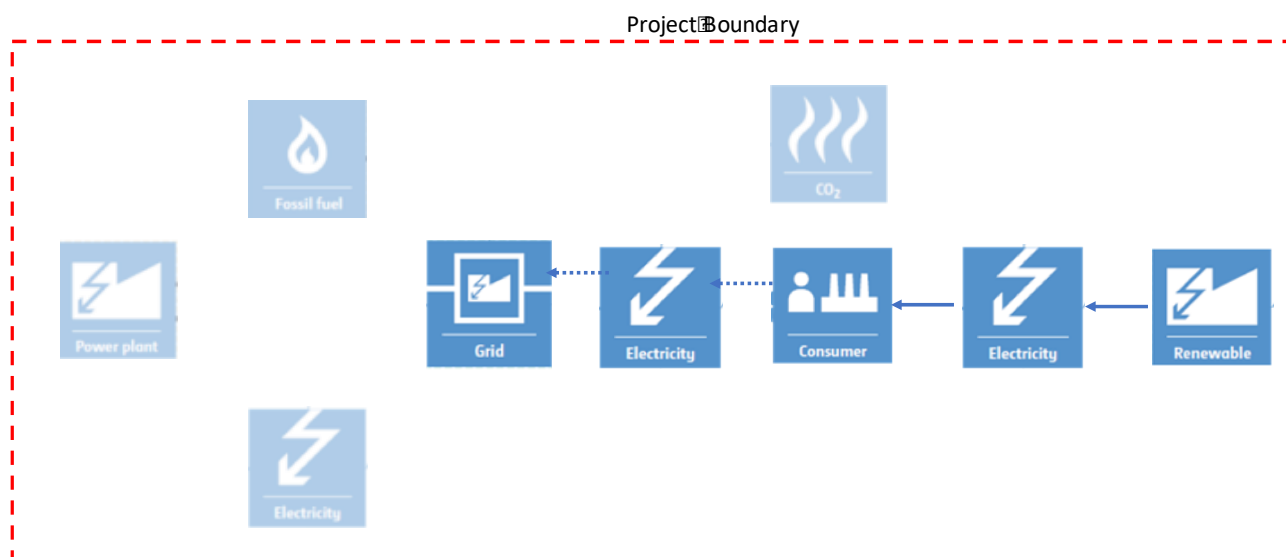 Project Boundary
Fossil fuel
CO₂
Power plant
Grid
Electricity
Consumer
Electricity
Renewable
Electricity